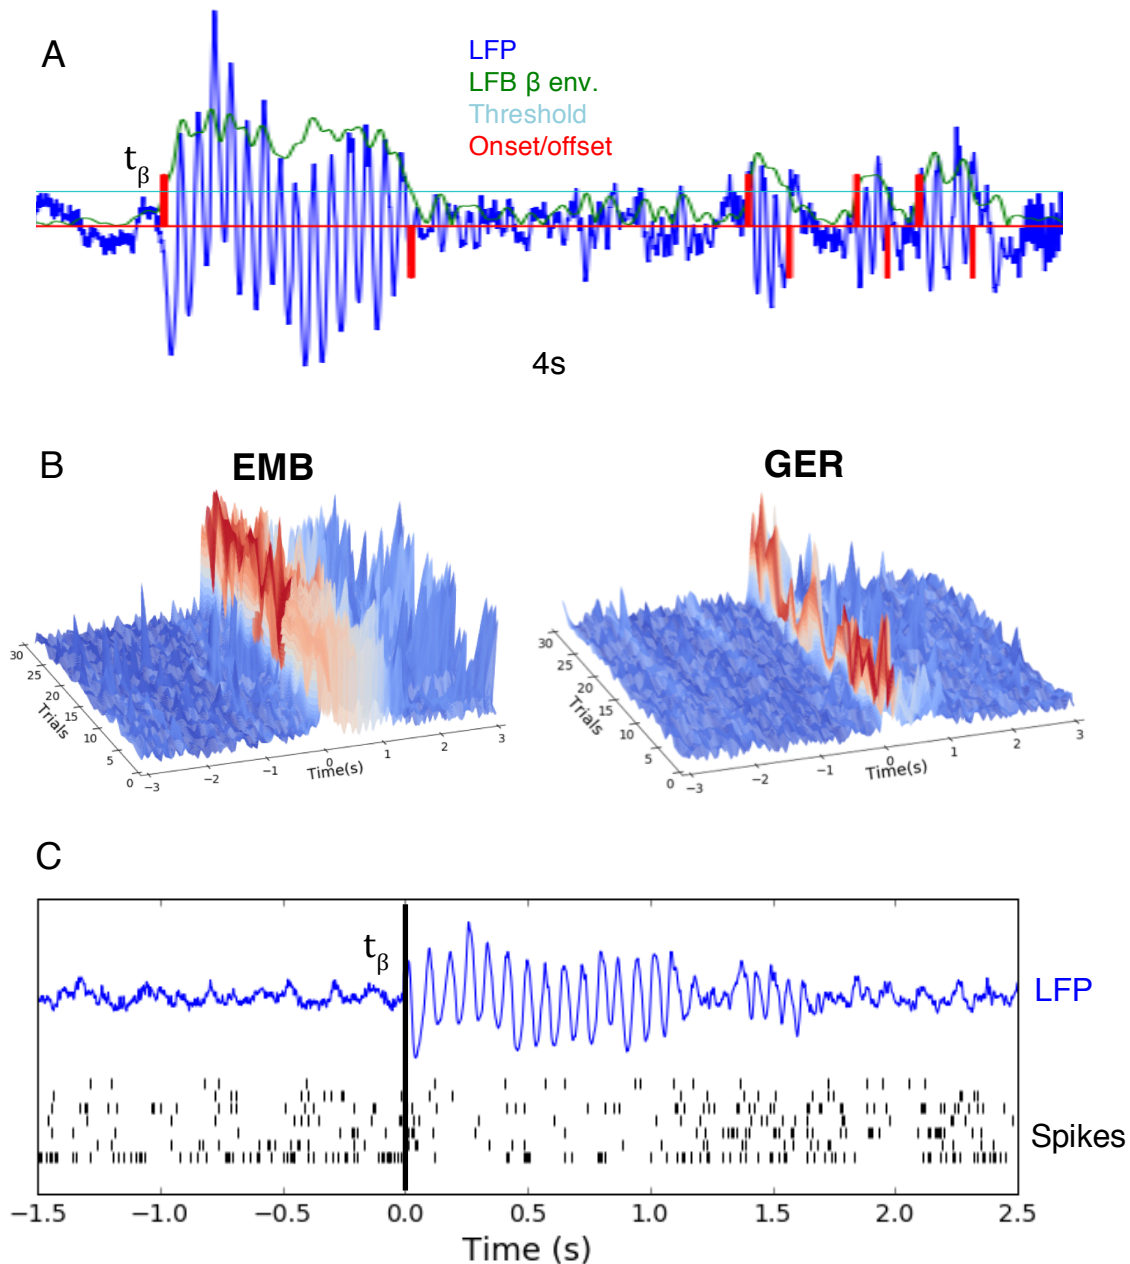 A
LFP
LFB β env.
Threshold
Onset/offset
tβ
4s
B
EMB
GER
30
25
20
15
10
5
0
Trials
−3
−2
−1
0
1
2
3
Time(s)
30
25
20
15
10
5
0
Trials
−3
−2
−1
0
1
2
3
Time(s)
C
tβ
LFP
Spikes
−1.5 −1.0 −0.5 0.0 0.5 1.0 1.5 2.0 2.5
Time (s)